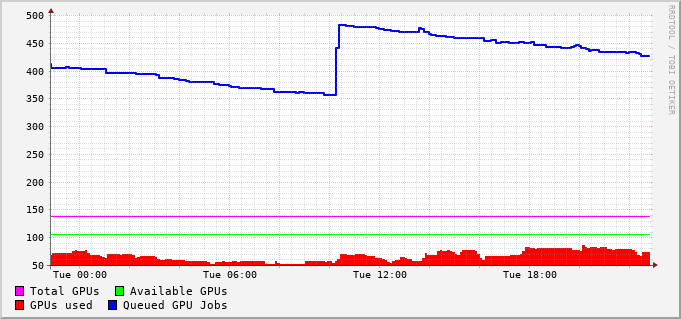 500
450
400
350
300
250
200
150
100
50
Tue 00:00 Tue 06:00 Tue 12:00 Tue 18:00
Total GPUs Available GPUs
GPUs used Queued GPU Jobs
RRDTOOL / TOBI OETIKER